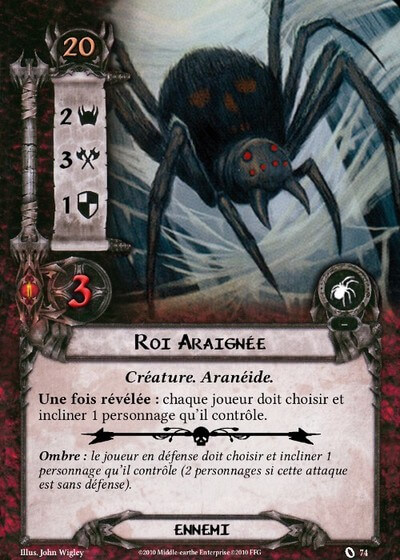 20
2
3
1
3
Roi Araignée
Créature. Aranéide.
Une fois révélée : chaque joueur doit choisir et
incliner 1 personnage qu'il contrôle.
Ombre : le joueur en défense doit choisir et incliner 1
personnage qu'il contrôle (2 personnages si cette attaque
est sans défense).
ENNEMI
Illus. John Wigley ©2010 Middle-earthe Enterprise ©2010 FFG 74